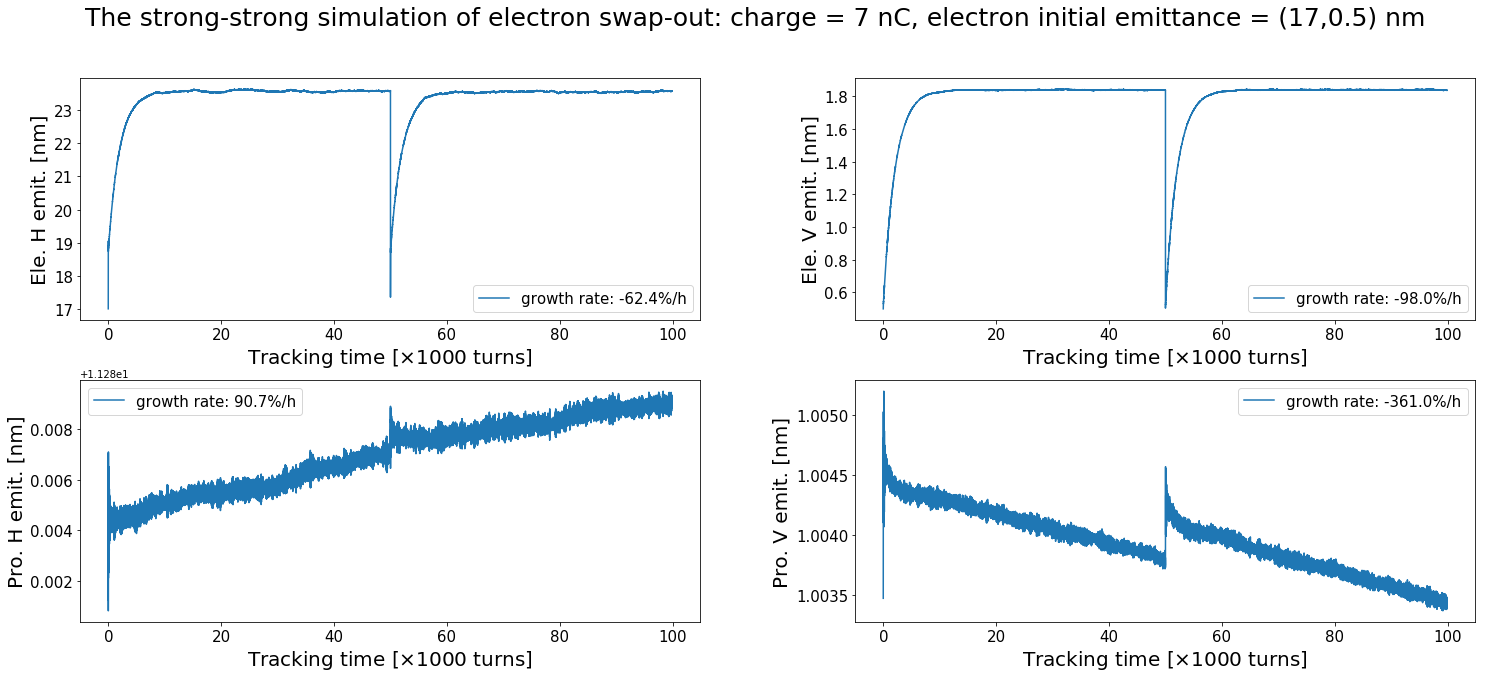 The strong-strong simulation of electron swap-out: charge = 7 nC, electron initial emittance = (17,0.5) nm
Ele. H emit. [nm]
23
22
21
20
19
18
17
growth rate: -62.4%/h
0 20 40 60 80 100
Tracking time [×1000 turns]
Ele. V emit. [nm]
1.8
1.6
1.4
1.2
1.0
0.8
0.6
growth rate: -98.0%/h
0 20 40 60 80 100
Tracking time [×1000 turns]
+1.128e1
Pro. H emit. [nm]
0.008
0.006
0.004
0.002
growth rate: 90.7%/h
0 20 40 60 80 100
Tracking time [×1000 turns]
Pro. V emit. [nm]
1.0050
1.0045
1.0040
1.0035
growth rate: -361.0%/h
0 20 40 60 80 100
Tracking time [×1000 turns]